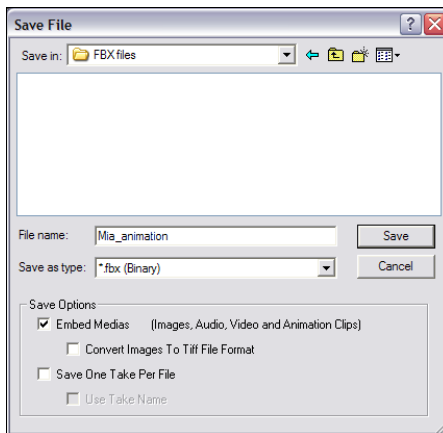 Save File
Save in: FBX files
File name: Mia_animation Save
Save as type: *.fbx (Binary) Cancel
Save Options
Embed Medias (Images, Audio, Video and Animation Clips)
Convert Images To Tiff File Format
Save One Take Per File
Use Take Name